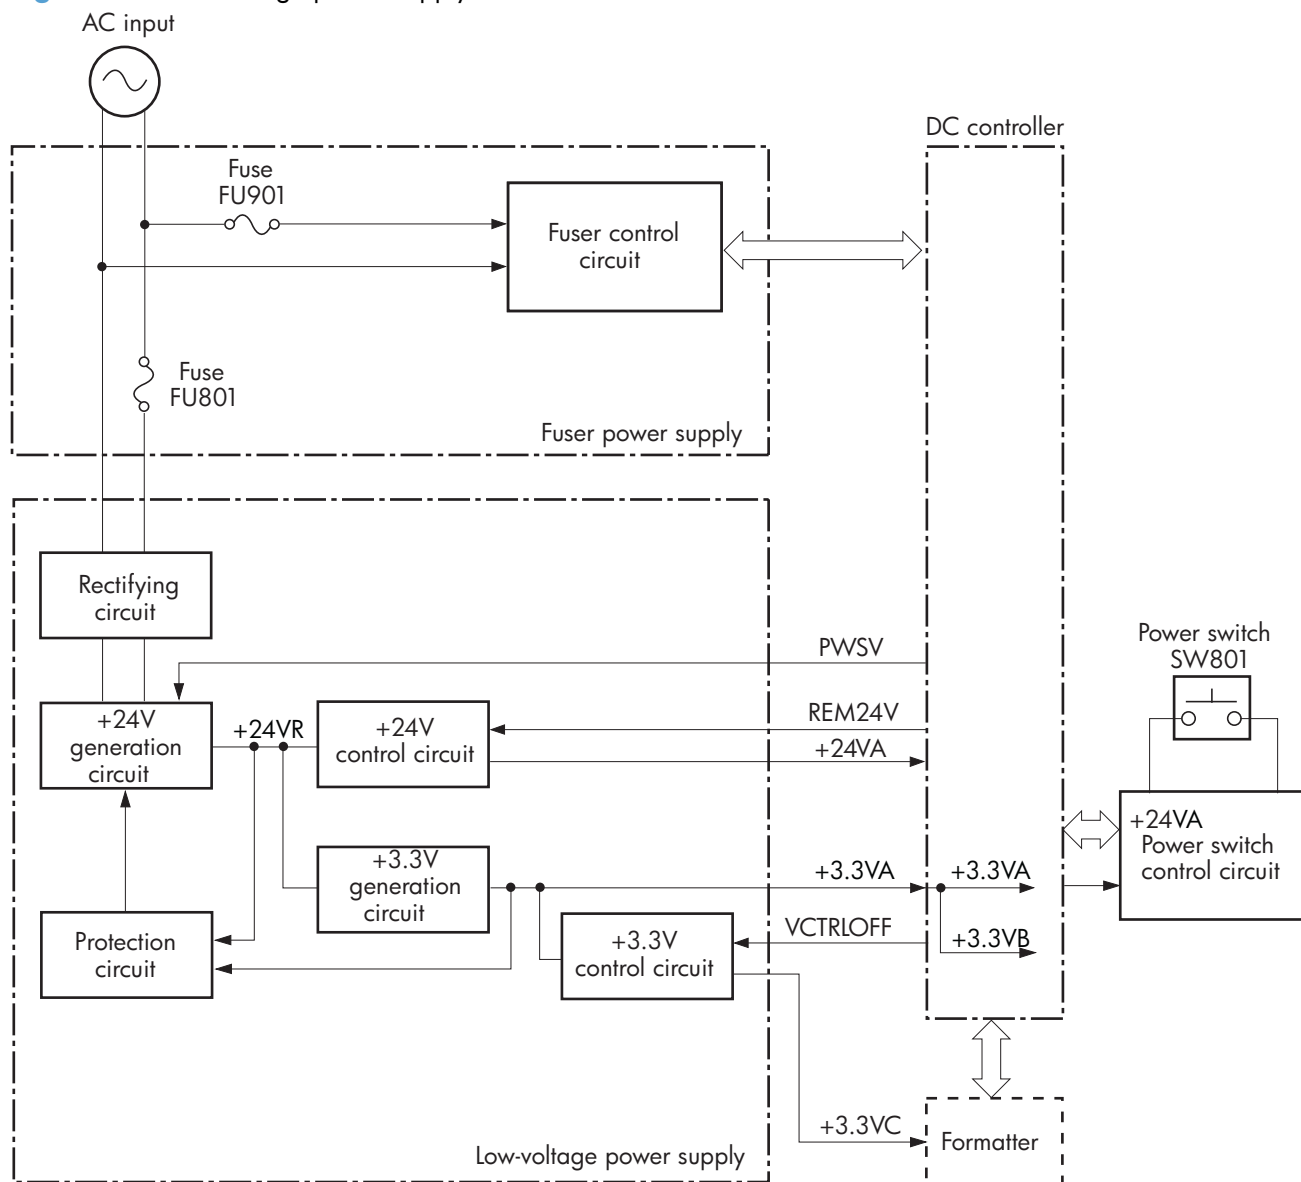 AC input
DC controller
Fuse
FU901
Fuser control
circuit
Fuse
FU801
Fuser power supply
Rectifying
circuit
Power switch
SW801
PWSV
+24V
generation
circuit
+24VR
+24V
control circuit
REM24V
+24VA
+24VA
Power switch
control circuit
+3.3V
generation
circuit
+3.3VA
+3.3VA
Protection
circuit
+3.3V
control circuit
VCTRLOFF
+3.3VB
+3.3VC
Formatter
Low-voltage power supply